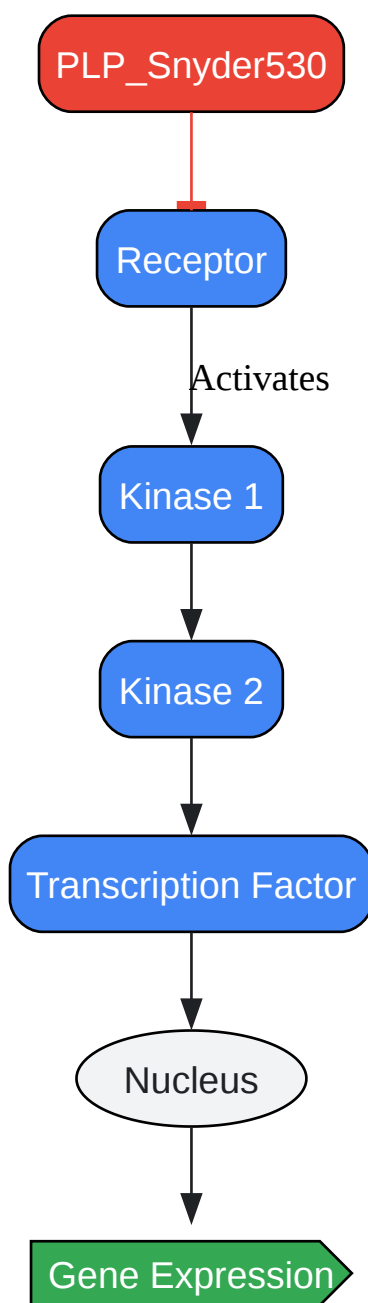 PLP_Snyder530
Receptor
Activates
Kinase 1
Kinase 2
Transcription Factor
Nucleus
Gene Expression